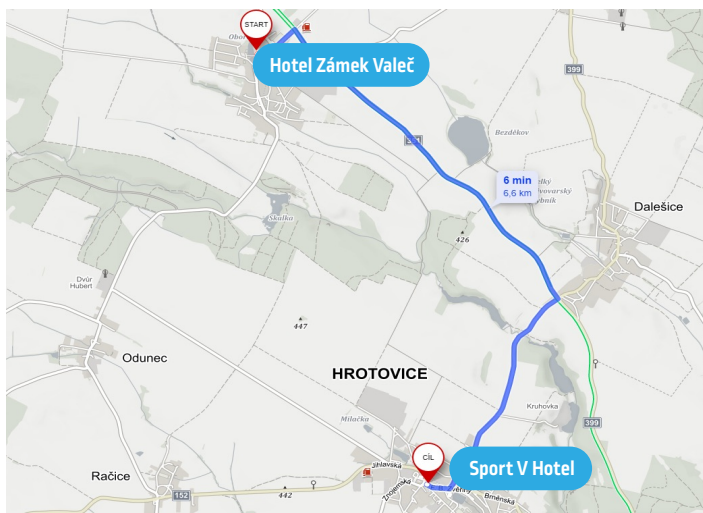 START
Obor
Hotel Zámek Valeč
399
Bezděkov
6 min
6,6 km
Dalešice
Skalka
426
Dvůr
Hubert
447
Odunec
HROTOVICE
Kruhovka
Milačka
399
CÍL
Jihlavská
Sport V Hotel
Račice
Znojemská
Brněnská
152
442